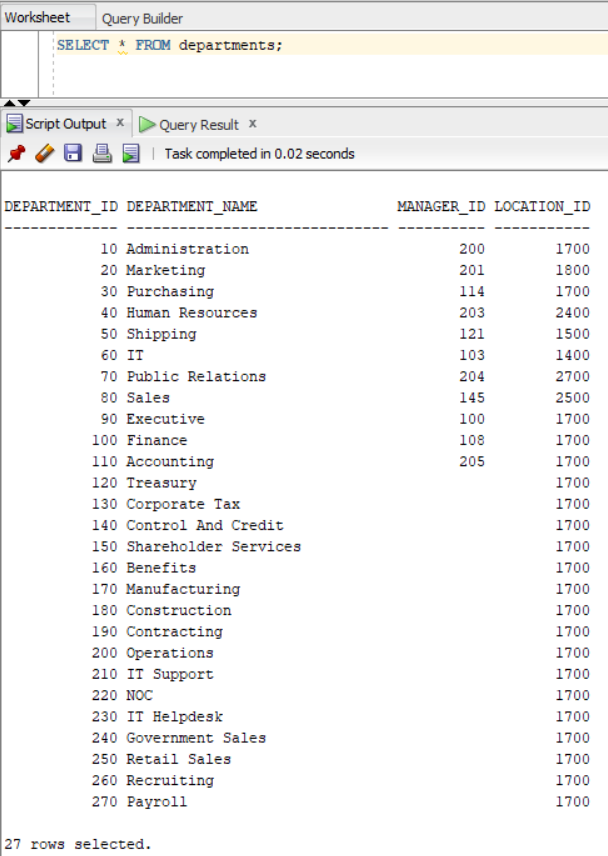 Worksheet Query Builder
SELECT * FROM departments;
Script Output x Query Result x
Task completed in 0.02 seconds
DEPARTMENT_ID DEPARTMENT_NAME                MANAGER_ID LOCATION_ID
------------- ------------------------------ ---------- -----------
           10 Administration                        200        1700
           20 Marketing                             201        1800
           30 Purchasing                            114        1700
           40 Human Resources                       203        2400
           50 Shipping                              121        1500
           60 IT                                    103        1400
           70 Public Relations                      204        2700
           80 Sales                                 145        2500
           90 Executive                             100        1700
          100 Finance                               108        1700
          110 Accounting                            205        1700
          120 Treasury                                         1700
          130 Corporate Tax                                    1700
          140 Control And Credit                               1700
          150 Shareholder Services                             1700
          160 Benefits                                         1700
          170 Manufacturing                                    1700
          180 Construction                                     1700
          190 Contracting                                      1700
          200 Operations                                       1700
          210 IT Support                                       1700
          220 NOC                                              1700
          230 IT Helpdesk                                      1700
          240 Government Sales                                 1700
          250 Retail Sales                                     1700
          260 Recruiting                                       1700
          270 Payroll                                          1700
27 rows selected.